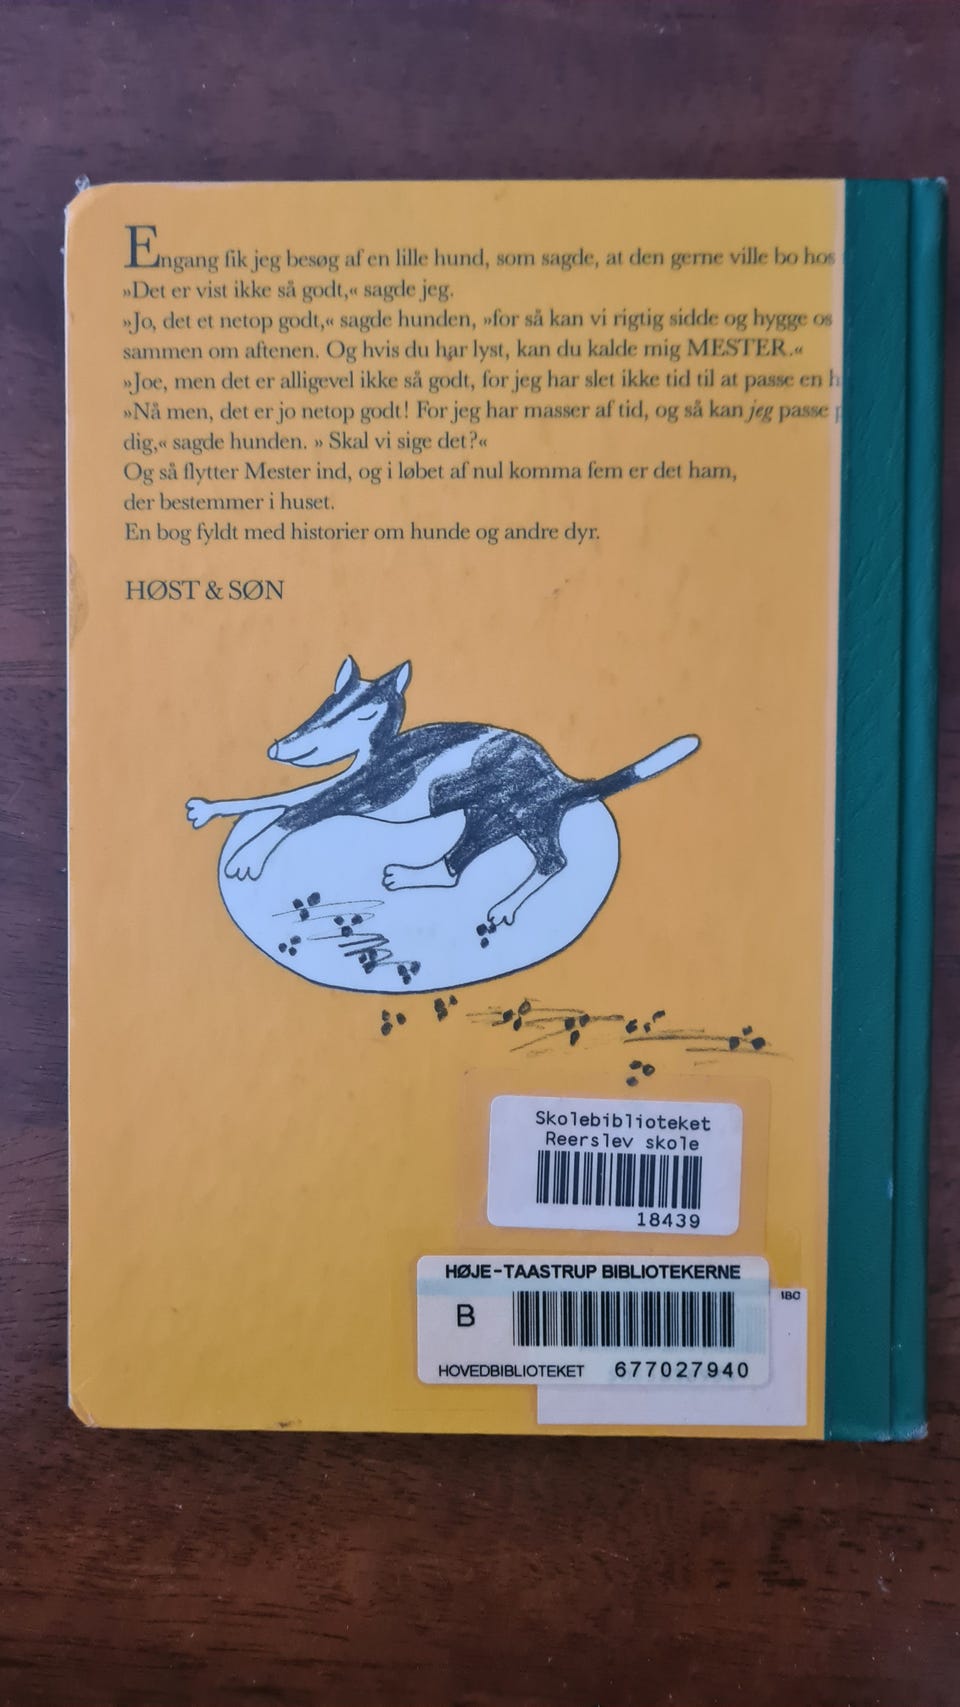 Engang fik jeg besøg af en lille hund, som sagde, at den gerne ville bo hos
»Det er vist ikke så godt,« sagde jeg.
»Jo, det et netop godt,« sagde hunden, »for så kan vi rigtig sidde og hygge os
sammen om aftenen. Og hvis du har lyst, kan du kalde mig MESTER.«
»Joe, men det er alligevel ikke så godt, for jeg har slet ikke tid til at passe en
»Nå men, det er jo netop godt! For jeg har masser af tid, og så kan jeg passe
dig,« sagde hunden. » Skal vi sige det?«
Og så flytter Mester ind, og i løbet af nul komma fem er det ham,
der bestemmer i huset.
En bog fyldt med historier om hunde og andre dyr.
HØST & SØN
Skolebiblioteket
Reerslev skole
18439
HØJE-TAASTRUP BIBLIOTEKERNE
B
HOVEDBIBLIOTEKET 677027940